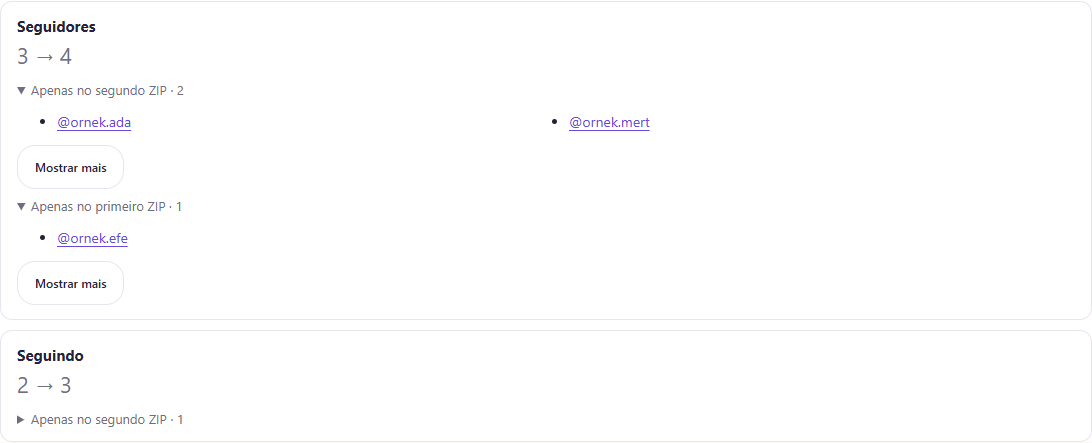 Seguidores
3 → 4
▼ Apenas no segundo ZIP · 2
• @ornek.ada
• @ornek.mert
Mostrar mais
▼ Apenas no primeiro ZIP · 1
• @ornek.efe
Mostrar mais
Seguindo
2 → 3
▶ Apenas no segundo ZIP · 1